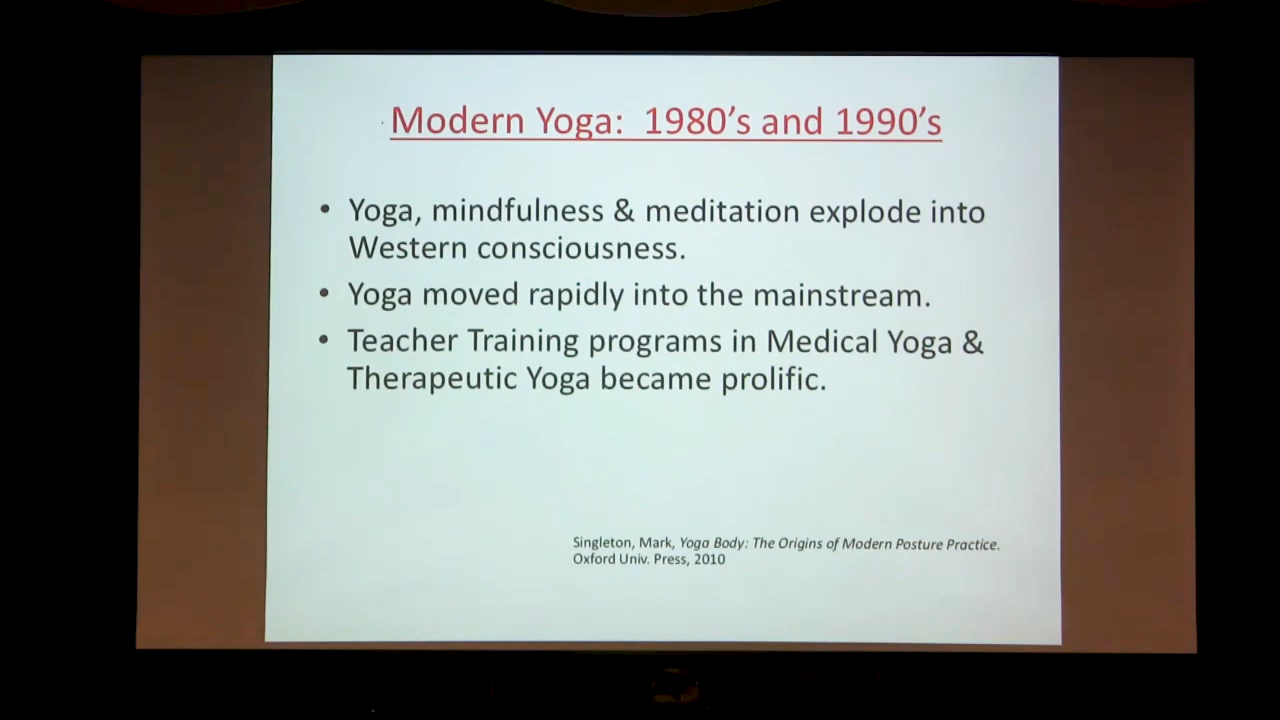 Modern Yoga: 1980's and 1990's
• Yoga, mindfulness & meditation explode into
Western consciousness.
• Yoga moved rapidly into the mainstream.
• Teacher Training programs in Medical Yoga &
Therapeutic Yoga became prolific.
Singleton, Mark, Yoga Body: The Origins of Modern Posture Practice.
Oxford Univ. Press, 2010